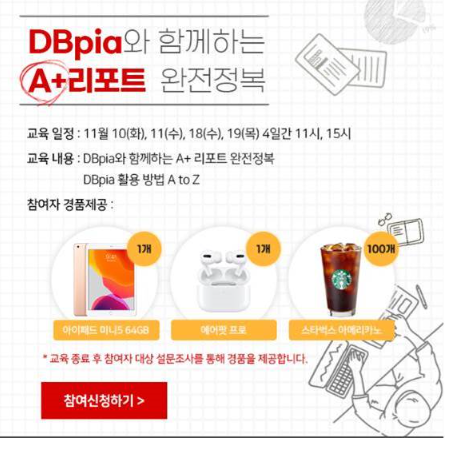 DBpia와 함께하는
A+리포트 완전정복
교육 일정 : 11월 10(화), 11(수), 18(수), 19(목) 4일간 11시, 15시
교육 내용 : DBpia와 함께하는 A+ 리포트 완전정복
DBpia 활용 방법 A to Z
참여자 경품제공 :
1개 1개 100개
아이패드 미니5 64GB 에어팟 프로 스타벅스 아메리카노
* 교육 종료 후 참여자 대상 설문조사를 통해 경품을 제공합니다.
참여신청하기 >